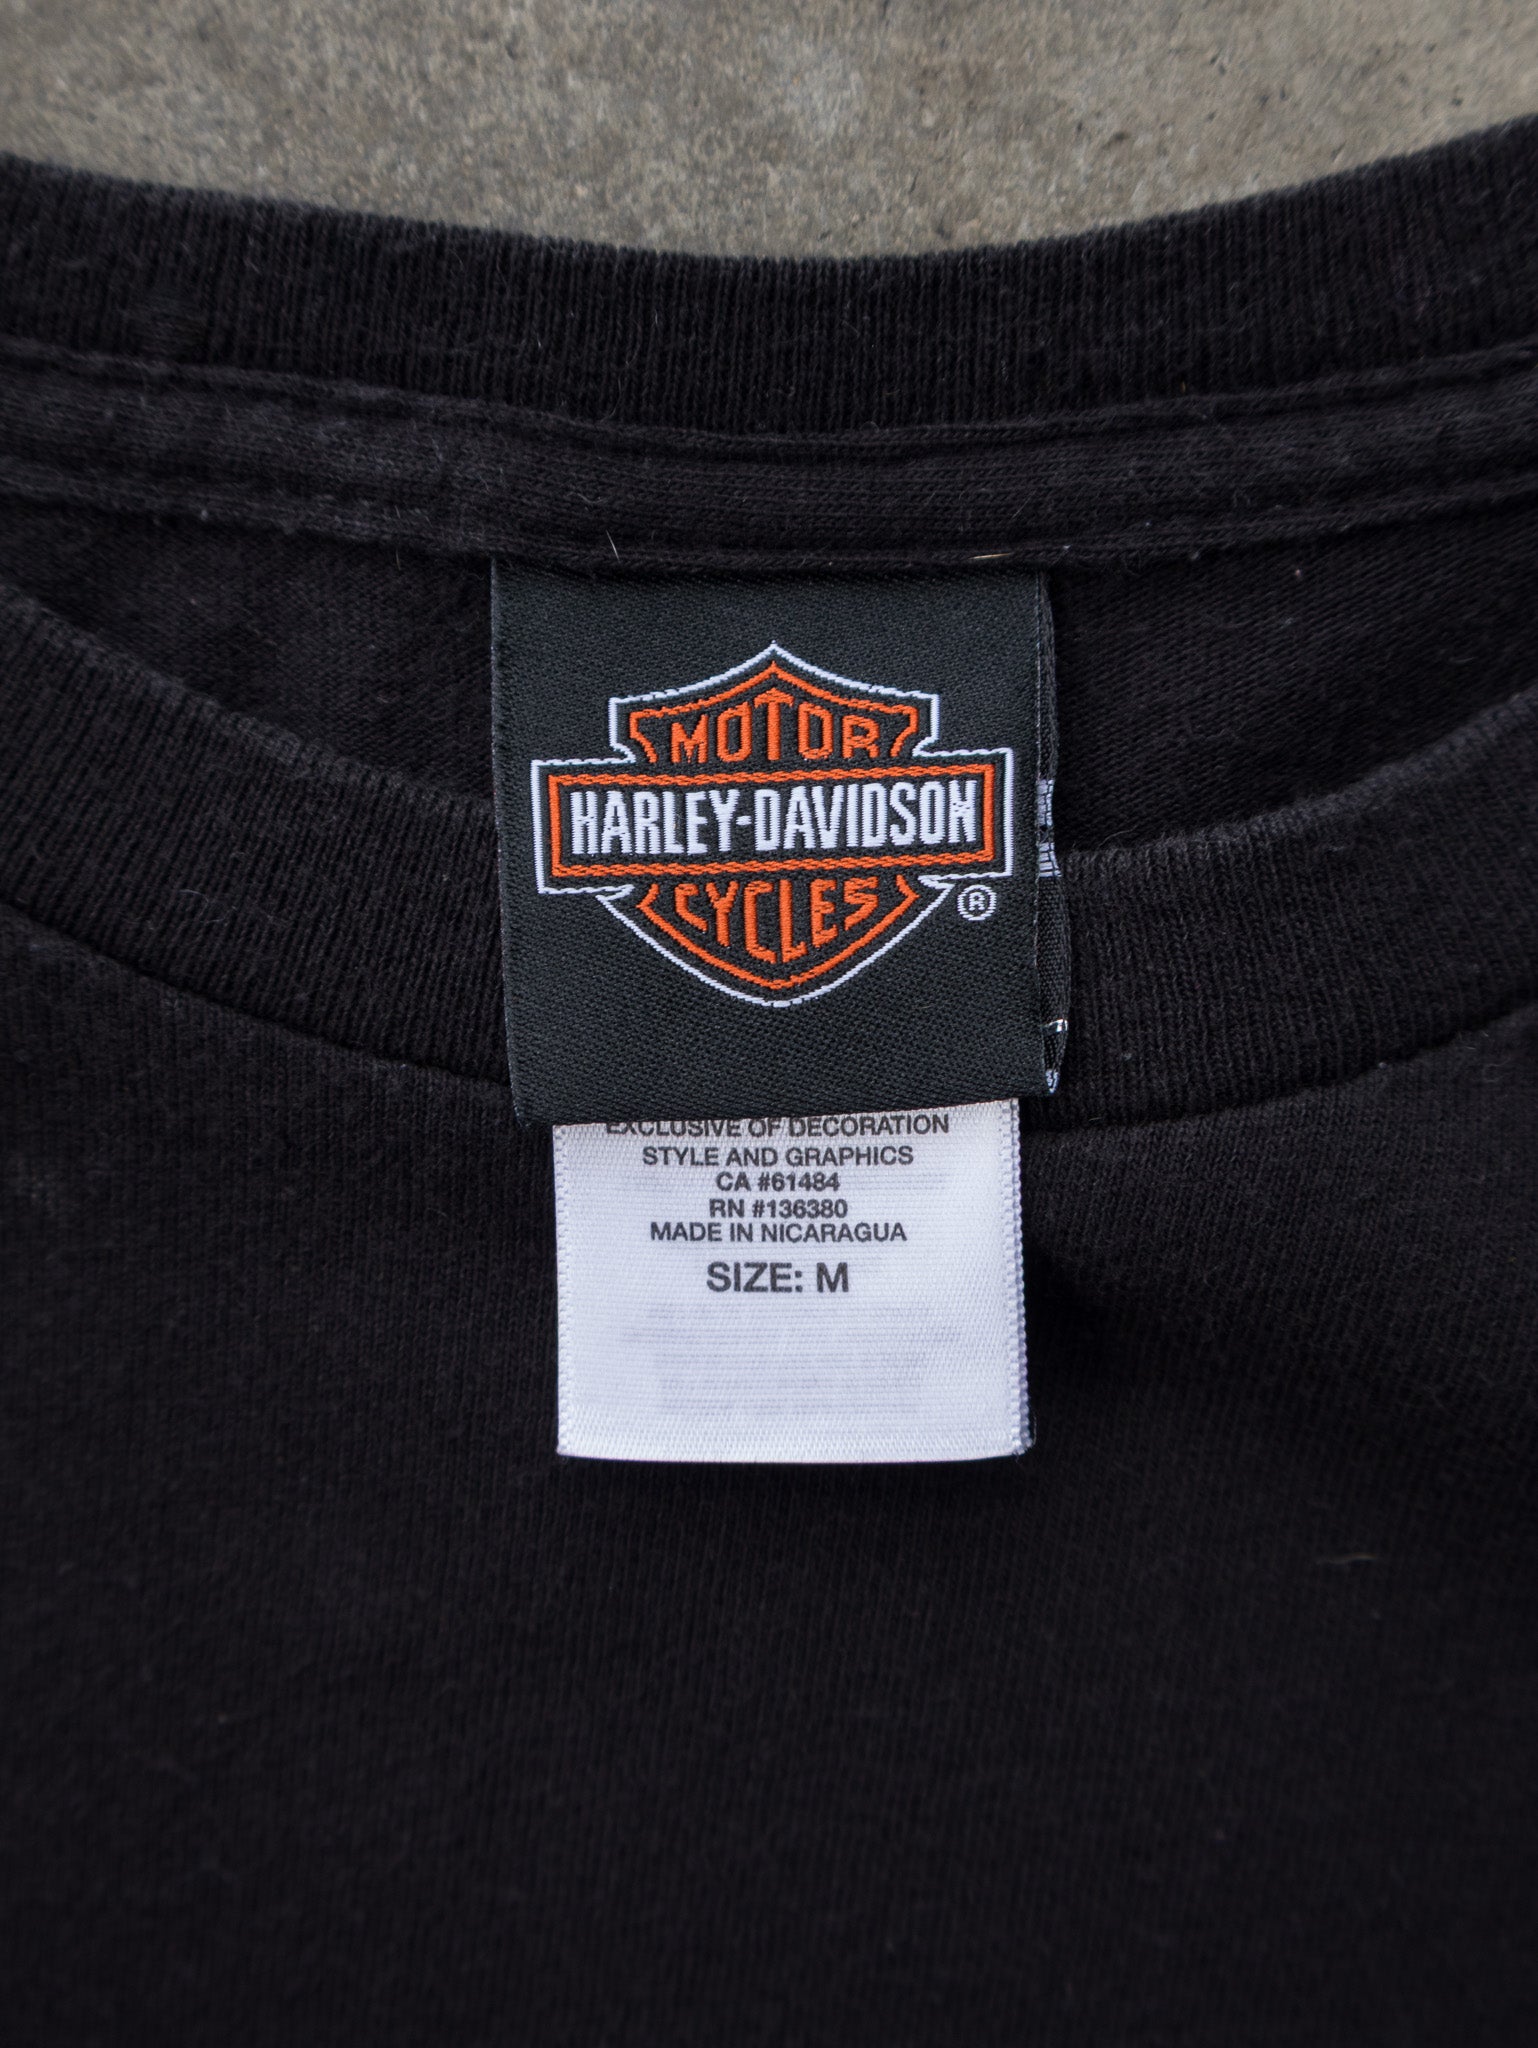 MOTOR
HARLEY-DAVIDSON
CYCLES
®
EXCLUSIVE OF DECORATION
STYLE AND GRAPHICS
CA #61484
RN #136380
MADE IN NICARAGUA
SIZE: M